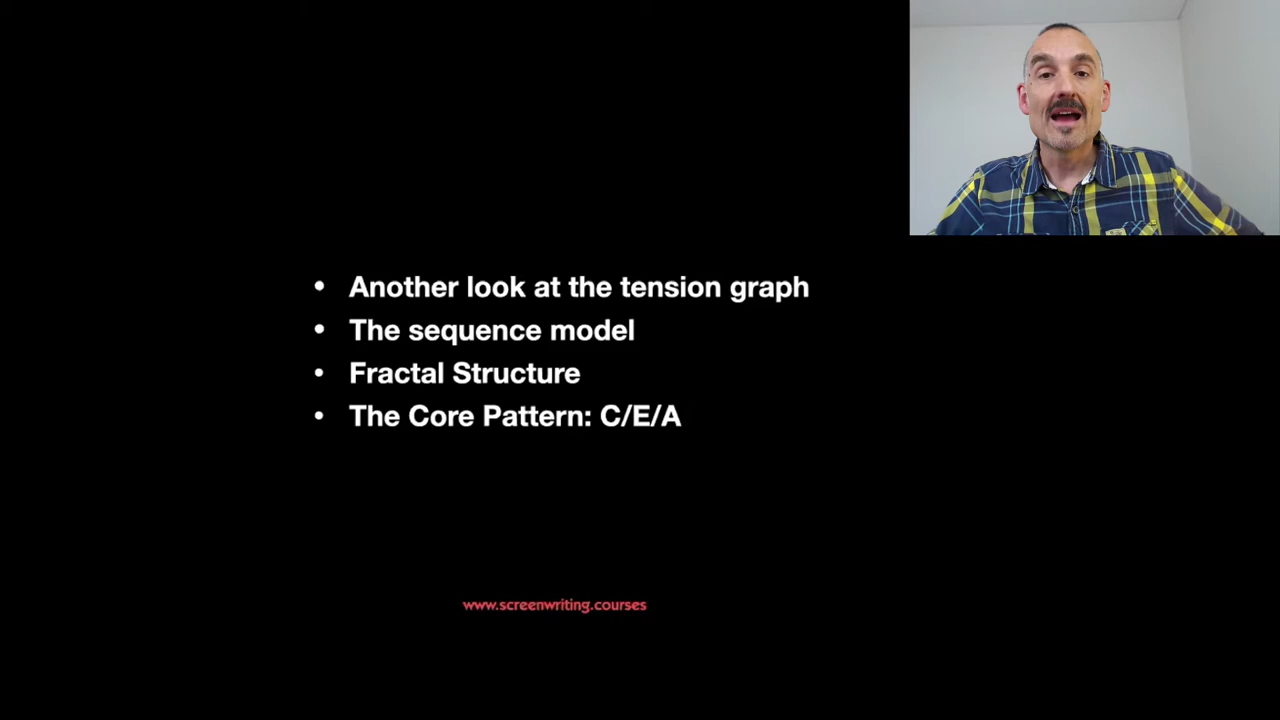 • Another look at the tension graph
• The sequence model
• Fractal Structure
• The Core Pattern: C/E/A
www.screenwriting.courses